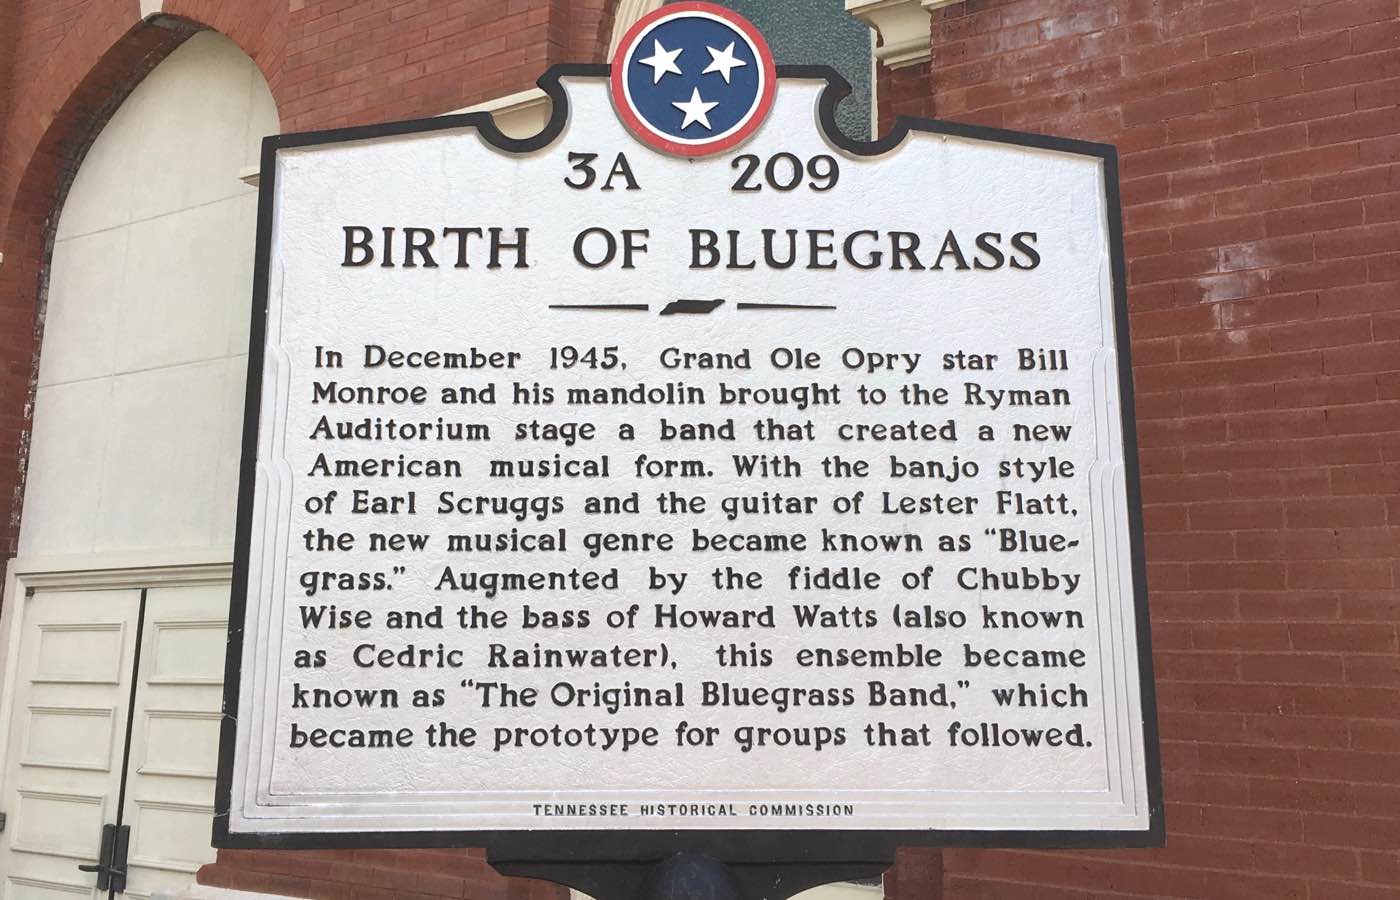 3A 209
BIRTH OF BLUEGRASS
In December 1945, Grand Ole Opry star Bill
Monroe and his mandolin brought to the Ryman
Auditorium stage a band that created a new
American musical form. With the banjo style
of Earl Scruggs and the guitar of Lester Flatt,
the new musical genre became known as “Blue-
grass.” Augmented by the fiddle of Chubby
Wise and the bass of Howard Watts (also known
as Cedric Rainwater), this ensemble became
known as “The Original Bluegrass Band,” which
became the prototype for groups that followed.
TENNESSEE HISTORICAL COMMISSION